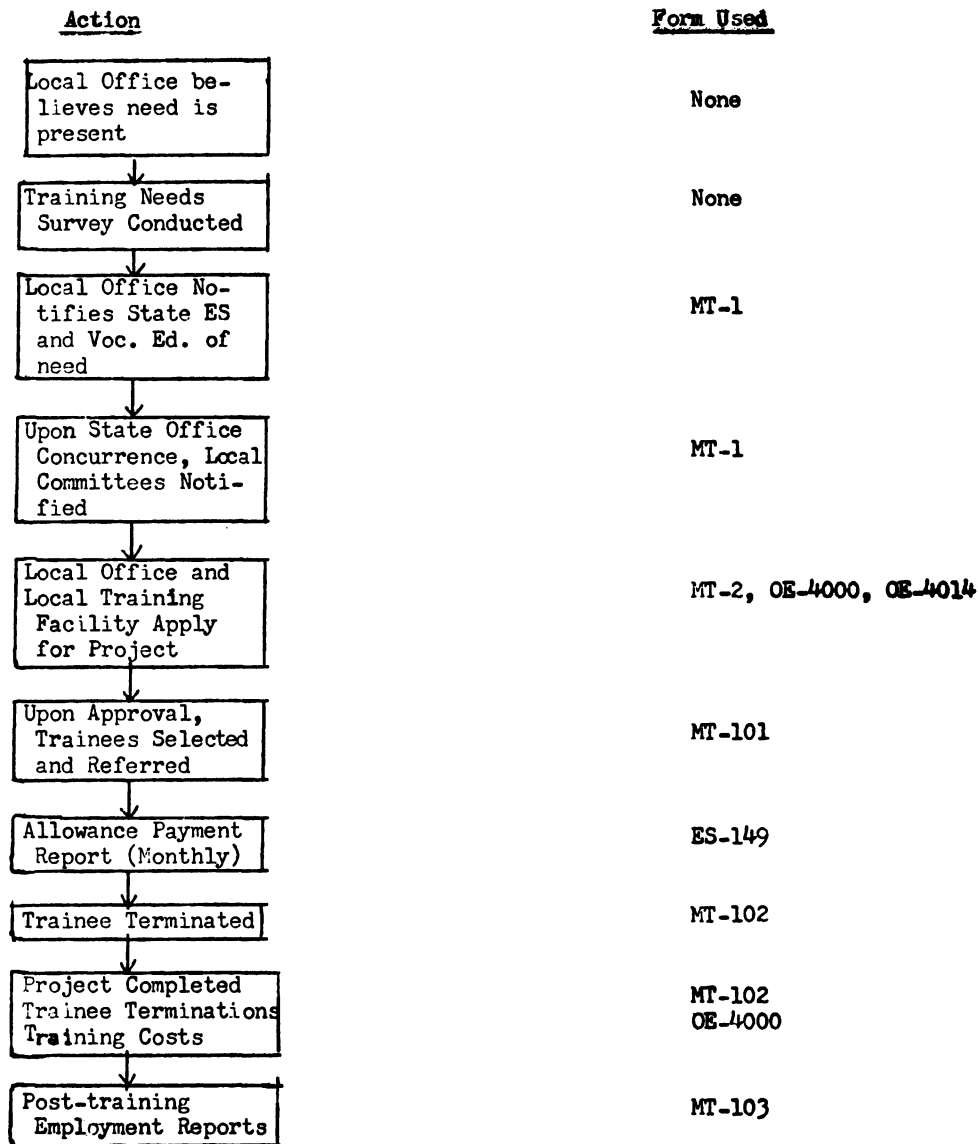 Action Form Used
Local Office be-
lieves need is
present
None
Training Needs
Survey Conducted
None
Local Office No-
tifies State ES
and Voc. Ed. of
need
MT-1
Upon State Office
Concurrence, Local
Committees Noti-
fied
MT-1
Local Office and
Local Training
Facility Apply
for Project
MT-2, OE-4000, OE-4014
Upon Approval,
Trainees Selected
and Referred
MT-101
Allowance Payment
Report (Monthly)
ES-149
Trainee Terminated
MT-102
Project Completed
Trainee Terminations
Training Costs
MT-102
OE-4000
Post-training
Employment Reports
MT-103